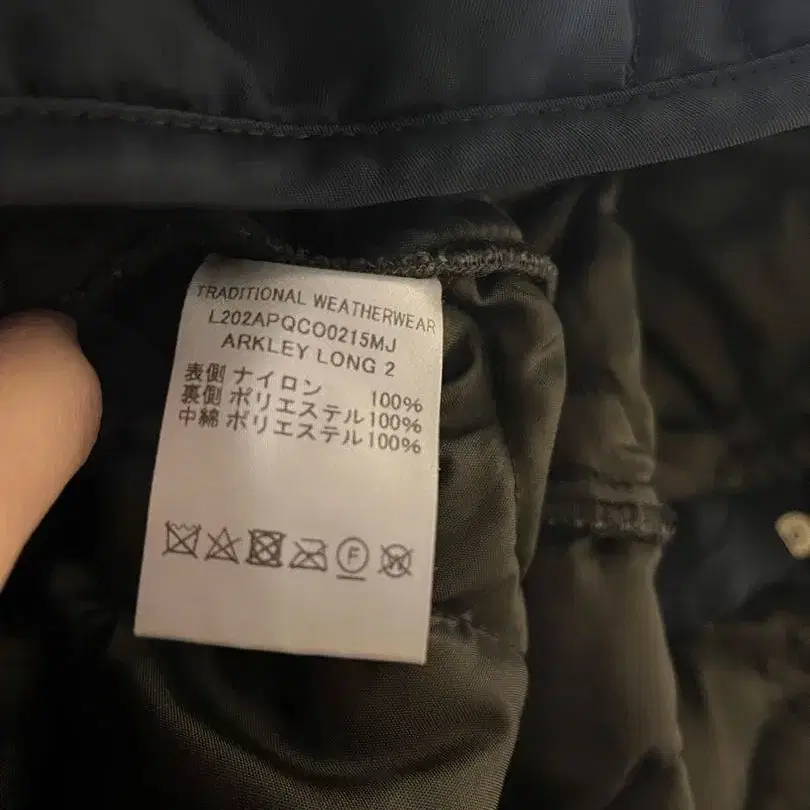 TRADITIONAL WEATHERWEAR
L202APQCO0215MJ
ARKLEY LONG 2
表側 ナイロン 100%
裏側 ポリエステル 100%
中綿 ポリエステル 100%
F
W